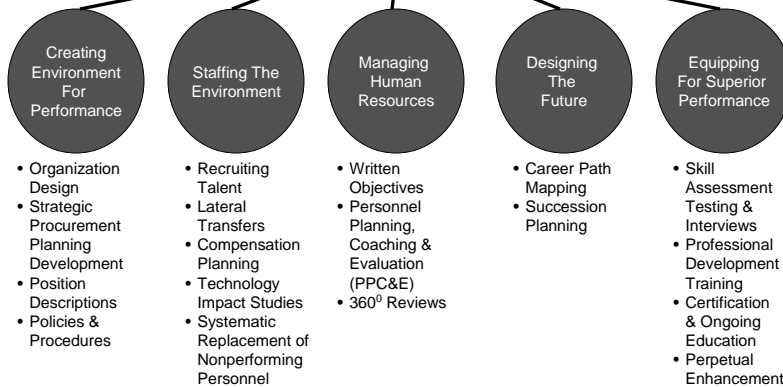 Creating
Environment
For
Performance
• Organization
Design
• Strategic
Procurement
Planning
Development
• Position
Descriptions
• Policies &
Procedures
Staffing The
Environment
• Recruiting
Talent
• Lateral
Transfers
• Compensation
Planning
• Technology
Impact Studies
• Systematic
Replacement of
Nonperforming
Personnel
Managing
Human
Resources
• Written
Objectives
• Personnel
Planning,
Coaching &
Evaluation
(PPC&E)
• 360⁰ Reviews
Designing
The
Future
• Career Path
Mapping
• Succession
Planning
Equipping
For Superior
Performance
• Skill
Assessment
Testing &
Interviews
• Professional
Development
Training
• Certification
& Ongoing
Education
• Perpetual
Enhancement